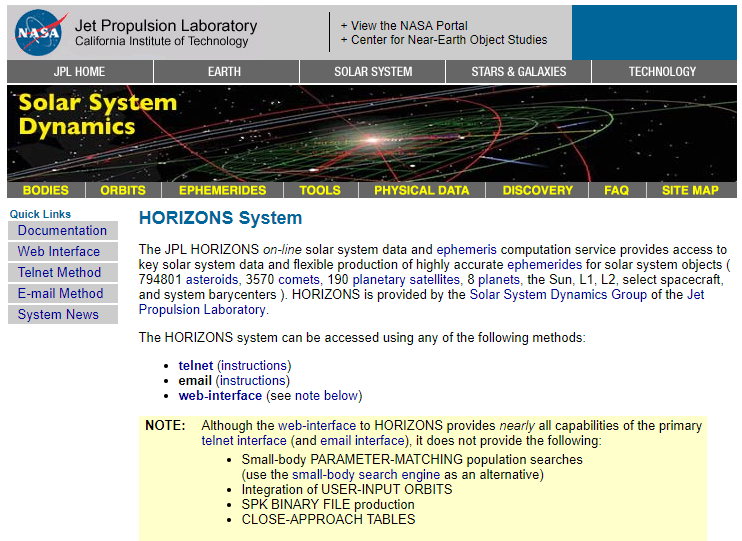 NASA
Jet Propulsion Laboratory
California Institute of Technology
+ View the NASA Portal
+ Center for Near-Earth Object Studies
JPL HOME
EARTH
SOLAR SYSTEM
STARS & GALAXIES
TECHNOLOGY
Solar System
Dynamics
BODIES
ORBITS
EPHEMERIDES
TOOLS
PHYSICAL DATA
DISCOVERY
FAQ
SITE MAP
Quick Links
Documentation
Web Interface
Telnet Method
E-mail Method
System News
HORIZONS System
The JPL HORIZONS on-line solar system data and ephemeris computation service provides access to
key solar system data and flexible production of highly accurate ephemerides for solar system objects (
794801 asteroids, 3570 comets, 190 planetary satellites, 8 planets, the Sun, L1, L2, select spacecraft,
and system barycenters ). HORIZONS is provided by the Solar System Dynamics Group of the Jet
Propulsion Laboratory.
The HORIZONS system can be accessed using any of the following methods:
• telnet (instructions)
• email (instructions)
• web-interface (see note below)
NOTE: Although the web-interface to HORIZONS provides nearly all capabilities of the primary
telnet interface (and email interface), it does not provide the following:
• Small-body PARAMETER-MATCHING population searches
(use the small-body search engine as an alternative)
• Integration of USER-INPUT ORBITS
• SPK BINARY FILE production
• CLOSE-APPROACH TABLES